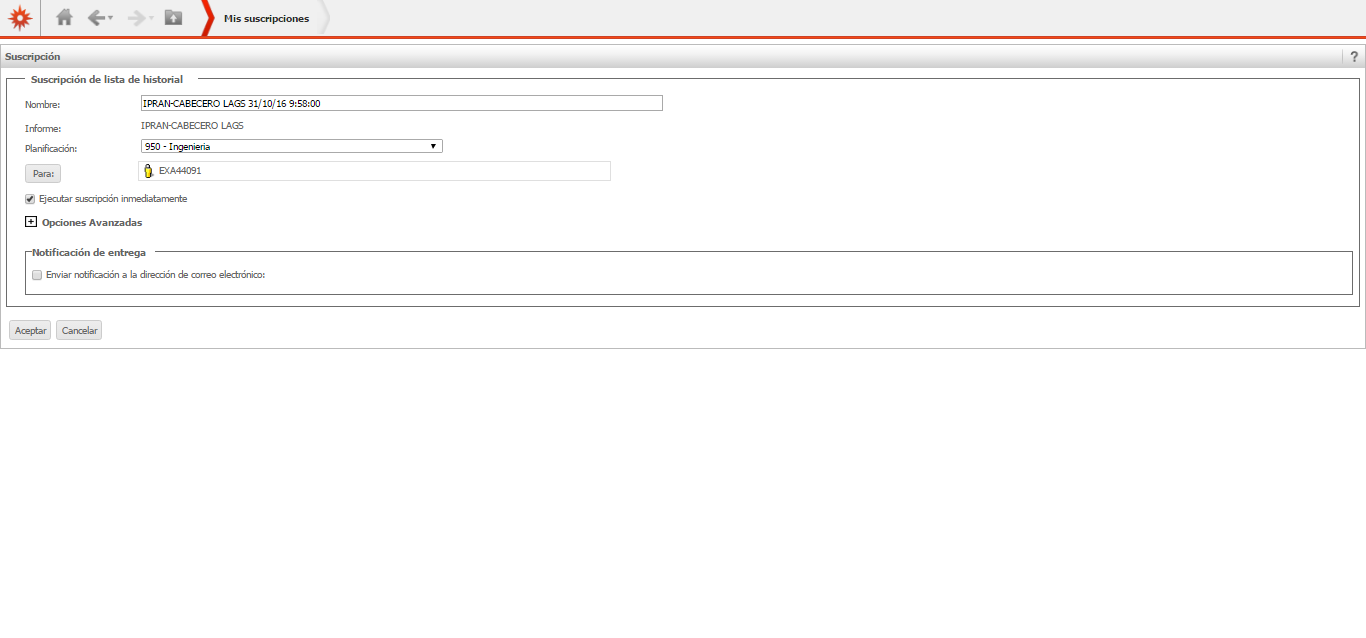 Mis suscripciones
Suscripción
?
Suscripción de lista de historial
Nombre: IPRAN-CABECERO LAGS 31/10/16 9:58:00
Informe: IPRAN-CABECERO LAGS
Planificación: 950 - Ingenieria
Para: EXA44091
Ejecutar suscripción inmediatamente
Opciones Avanzadas
Notificación de entrega
Enviar notificación a la dirección de correo electrónico:
Aceptar Cancelar